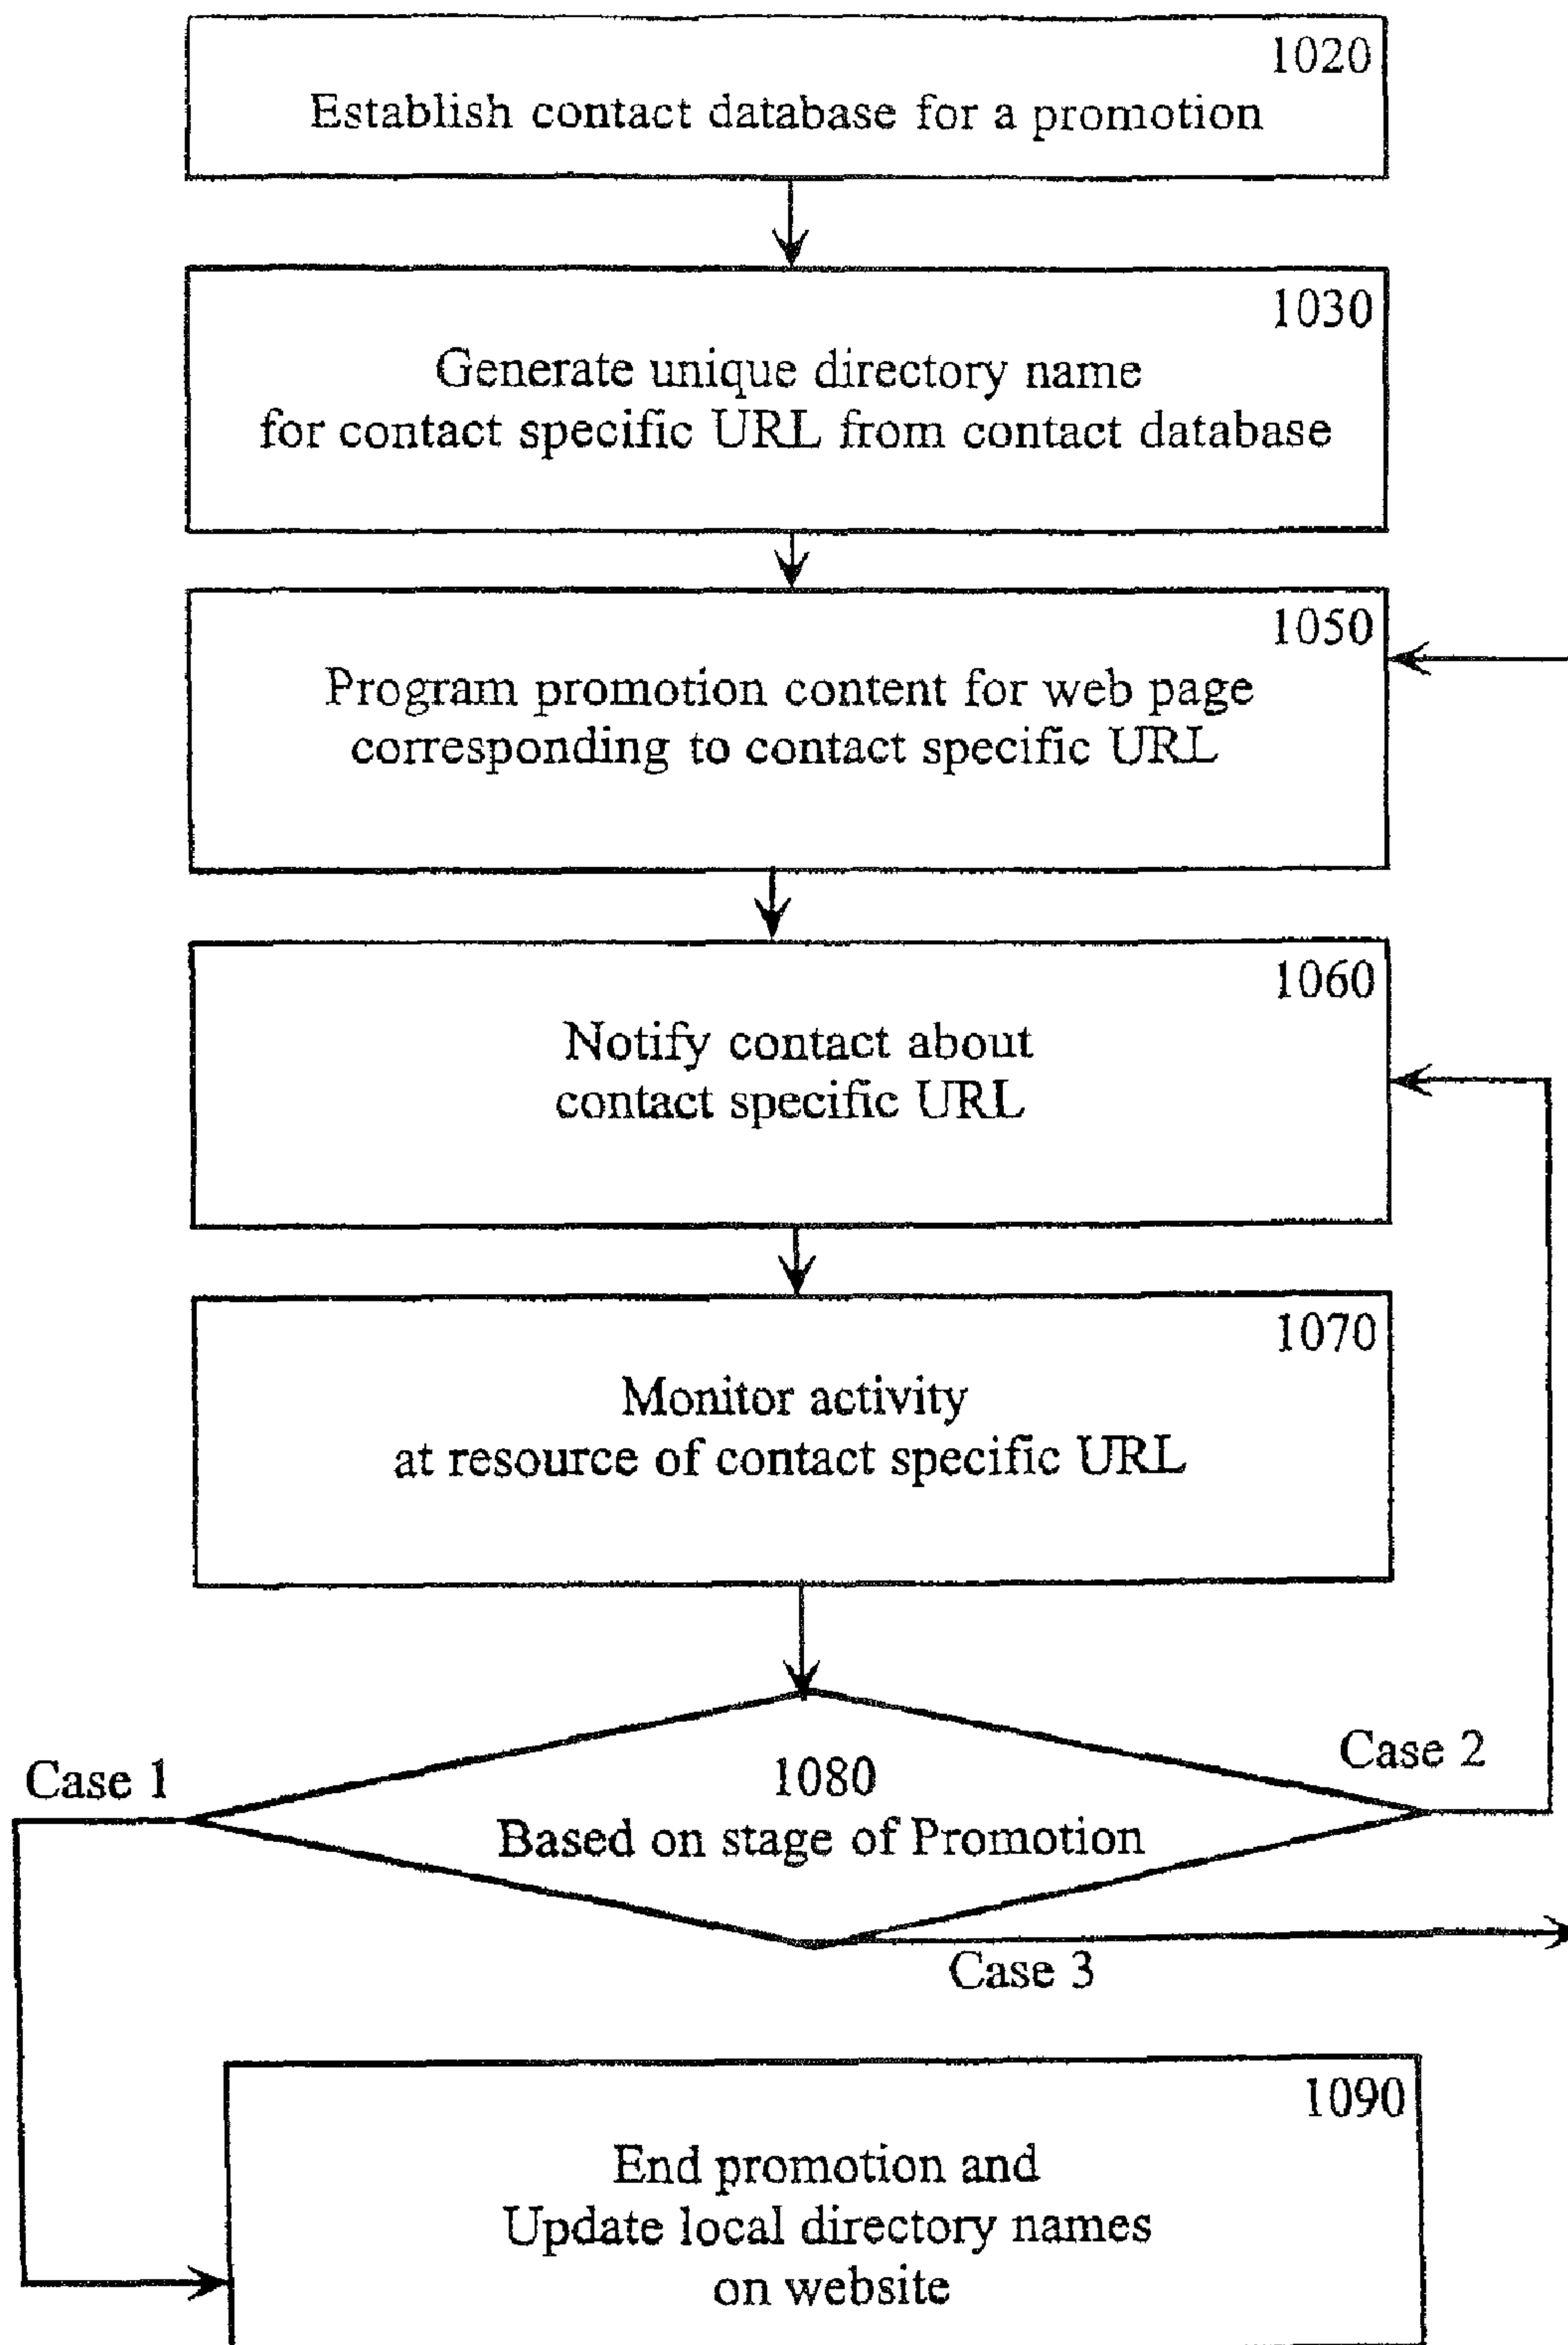 1020
Establish contact database for a promotion
1030
Generate unique directory name
for contact specific URL from contact database
1050
Program promotion content for web page
corresponding to contact specific URL
1060
Notify contact about
contact specific URL
1070
Monitor activity
at resource of contact specific URL
Case 1
1080
Case 2
Based on stage of Promotion
Case 3
1090
End promotion and
Update local directory names
on website